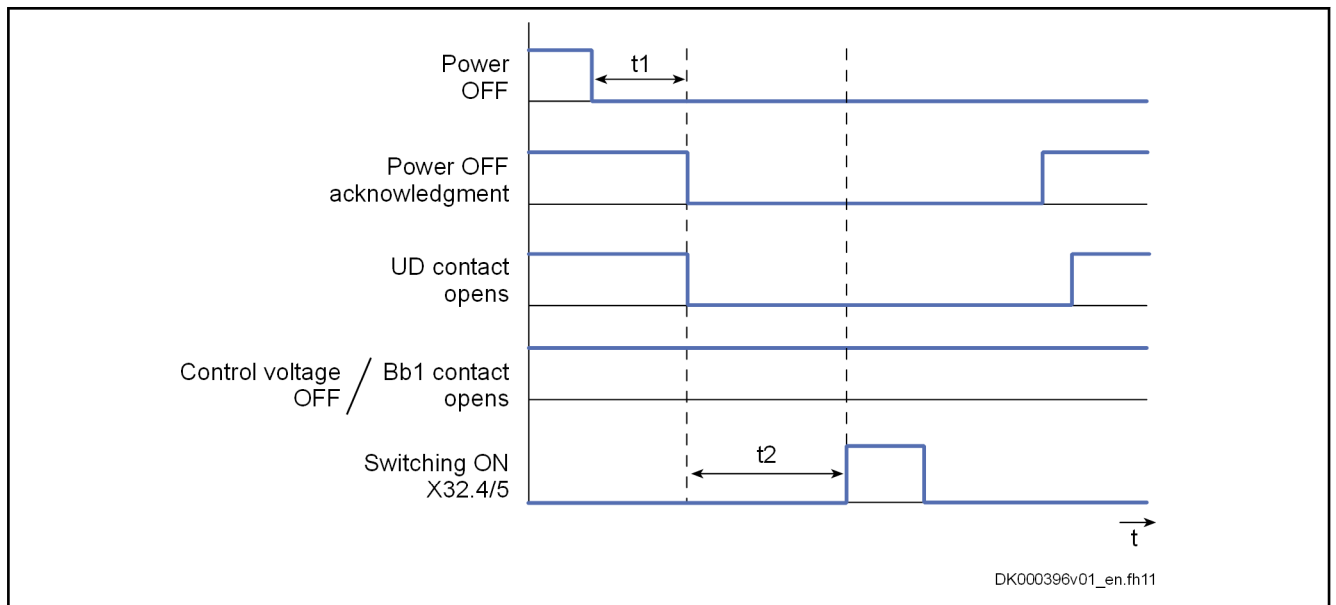 Power
OFF
t1
Power OFF
acknowledgment
UD contact
opens
Control voltage
OFF
/
Bb1 contact
opens
Switching ON
X32.4/5
t2
t
DK000396v01_en.fh11